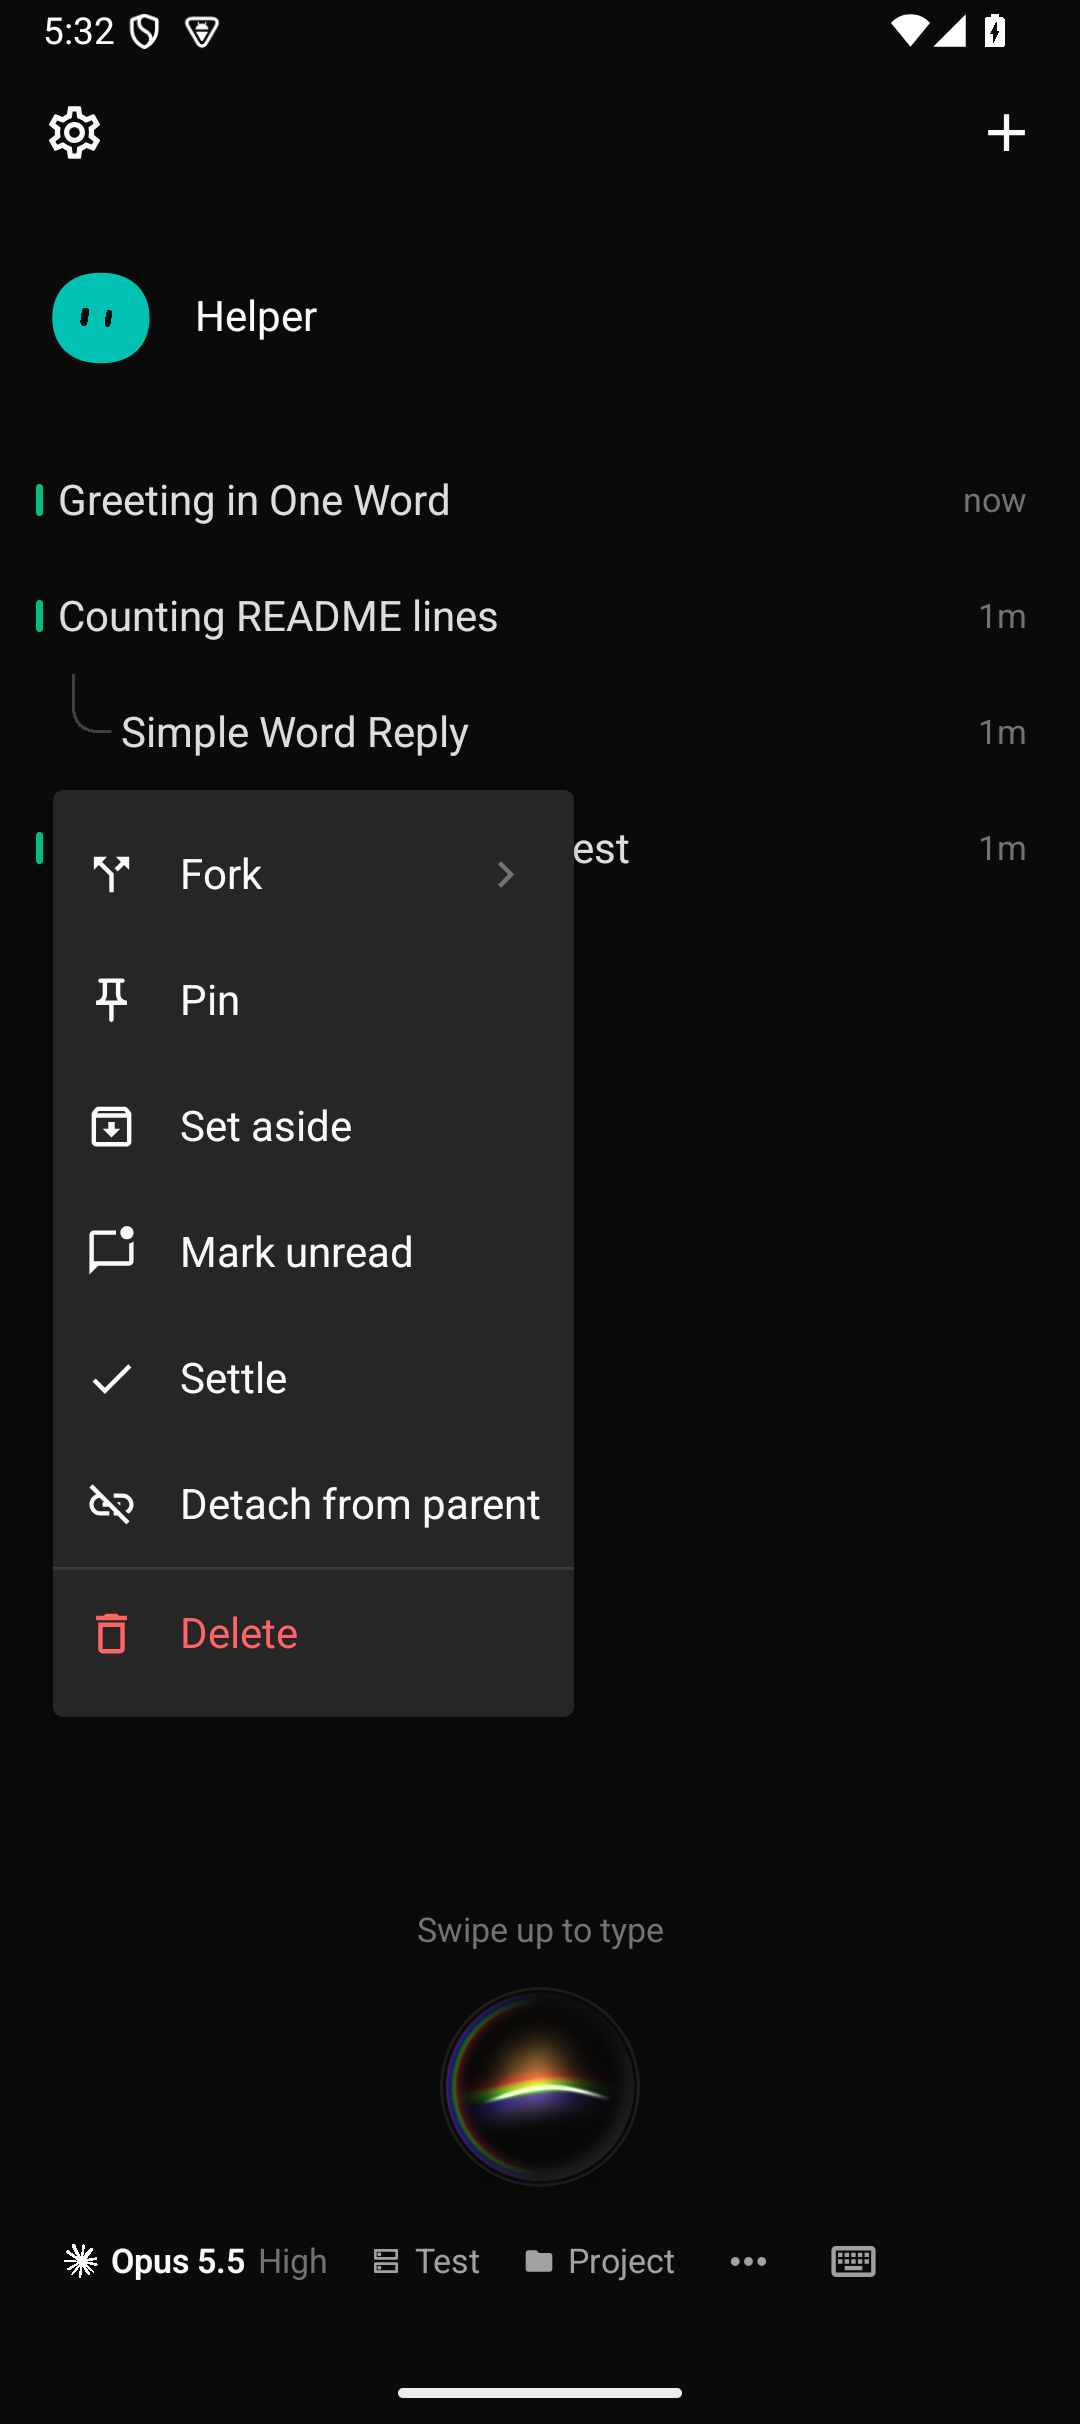 5:32
Helper
Greeting in One Word now
Counting README lines 1m
Simple Word Reply 1m
est 1m
Fork
Pin
Set aside
Mark unread
Settle
Detach from parent
Delete
Swipe up to type
Opus 5.5 High Test Project